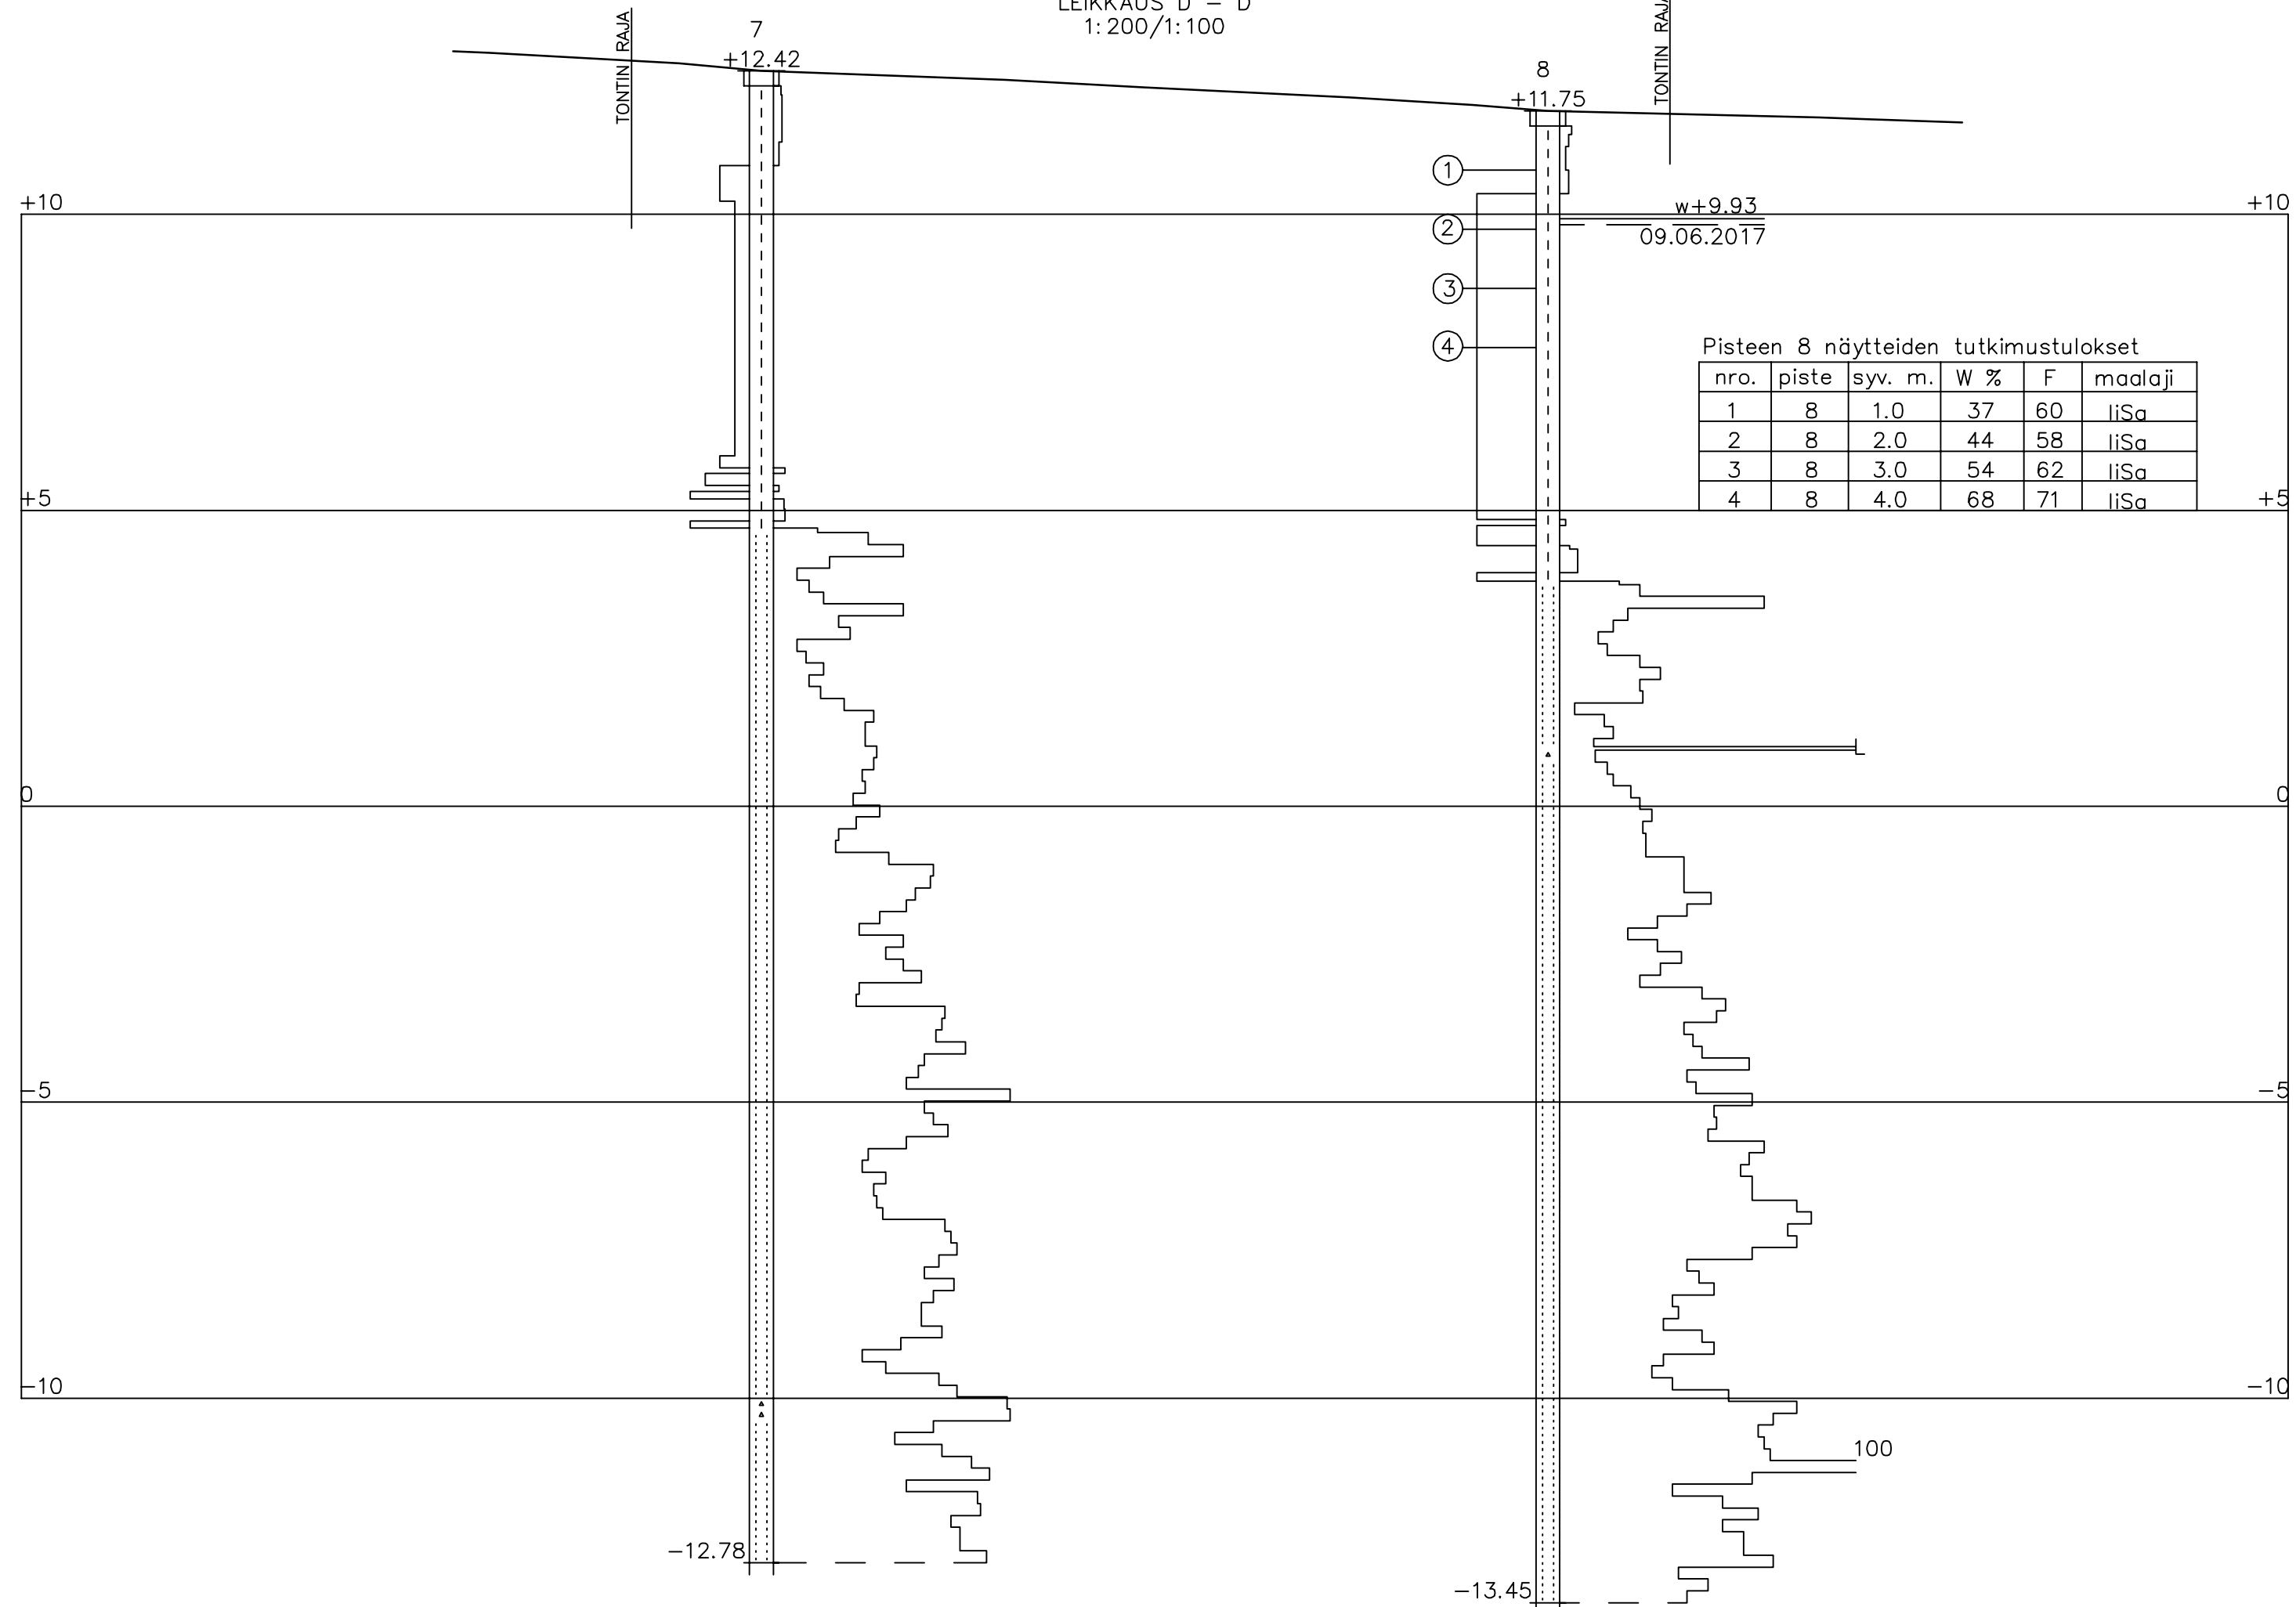 LEIKKAUS D - D
1:200/1:100
TONTIN RAJA
TONTIN RAJA
7
+12.42
8
+11.75
1
2
3
4
w+9.93
09.06.2017
+10
+10
+5
+5
0
0
-5
-5
-10
-10
Pisteen 8 näytteiden tutkimustulokset
nro. piste syv. m. W % F maalaji
1 8 1.0 37 60 liSa
2 8 2.0 44 58 liSa
3 8 3.0 54 62 liSa
4 8 4.0 68 71 liSa
L
100
-12.78
-13.45